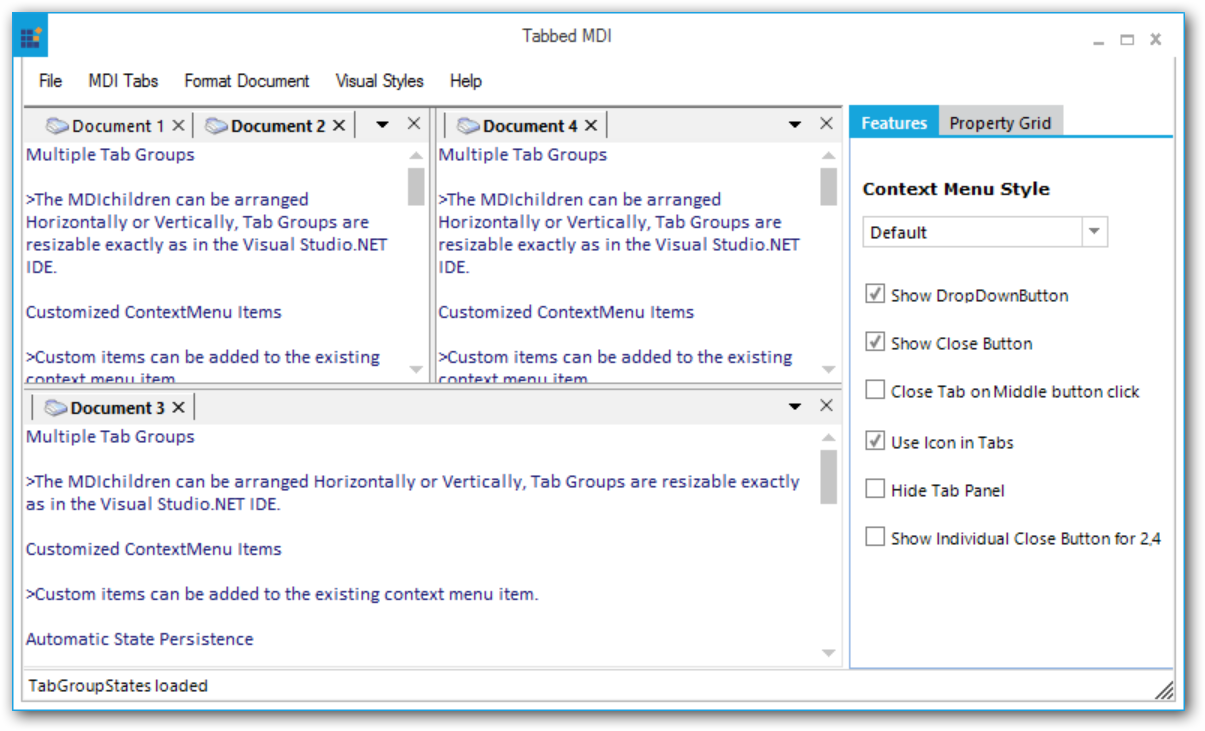 Tabbed MDI
File MDI Tabs Format Document Visual Styles Help
Document 1 Document 2
Multiple Tab Groups
>The MDIchildren can be arranged
Horizontally or Vertically, Tab Groups are
resizable exactly as in the Visual Studio.NET
IDE.
Customized ContextMenu Items
>Custom items can be added to the existing
context menu item
Document 4
Multiple Tab Groups
>The MDIchildren can be arranged
Horizontally or Vertically, Tab Groups are
resizable exactly as in the Visual Studio.NET
IDE.
Customized ContextMenu Items
>Custom items can be added to the existing
context menu item
Document 3
Multiple Tab Groups
>The MDIchildren can be arranged Horizontally or Vertically, Tab Groups are resizable exactly
as in the Visual Studio.NET IDE.
Customized ContextMenu Items
>Custom items can be added to the existing context menu item.
Automatic State Persistence
Features Property Grid
Context Menu Style
Default
Show DropDownButton
Show Close Button
Close Tab on Middle button click
Use Icon in Tabs
Hide Tab Panel
Show Individual Close Button for 2,4
TabGroupStates loaded